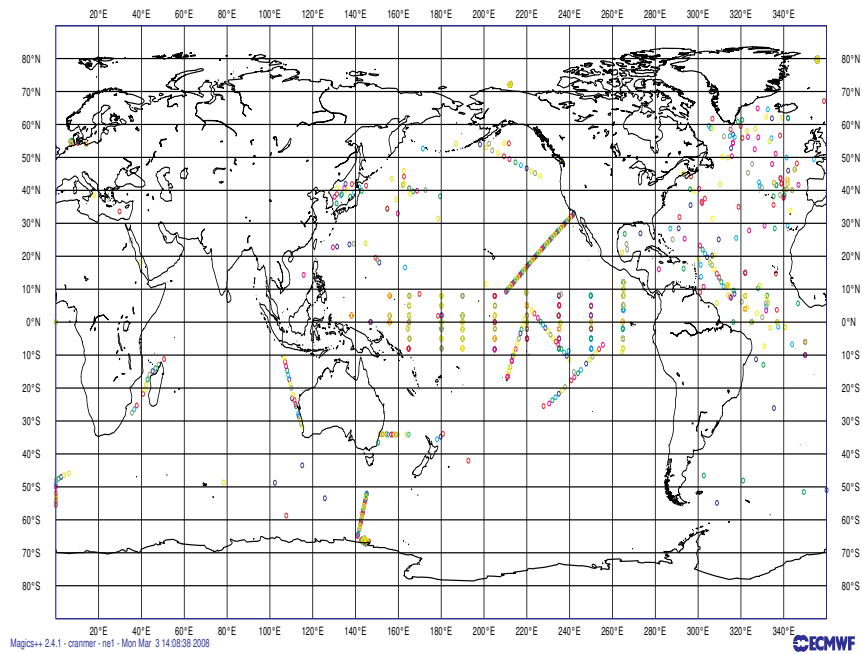 20°E 40°E 60°E 80°E 100°E 120°E 140°E 160°E 180°E 200°E 220°E 240°E 260°E 280°E 300°E 320°E 340°E
80°N 80°N
70°N 70°N
60°N 60°N
50°N 50°N
40°N 40°N
30°N 30°N
20°N 20°N
10°N 10°N
0°N 0°N
10°S 10°S
20°S 20°S
30°S 30°S
40°S 40°S
50°S 50°S
60°S 60°S
70°S 70°S
80°S 80°S
20°E 40°E 60°E 80°E 100°E 120°E 140°E 160°E 180°E 200°E 220°E 240°E 260°E 280°E 300°E 320°E 340°E
Magics++ 2.4.1 - cranmer - ne1 - Mon Mar 3 14:08:38 2008 ECMWF